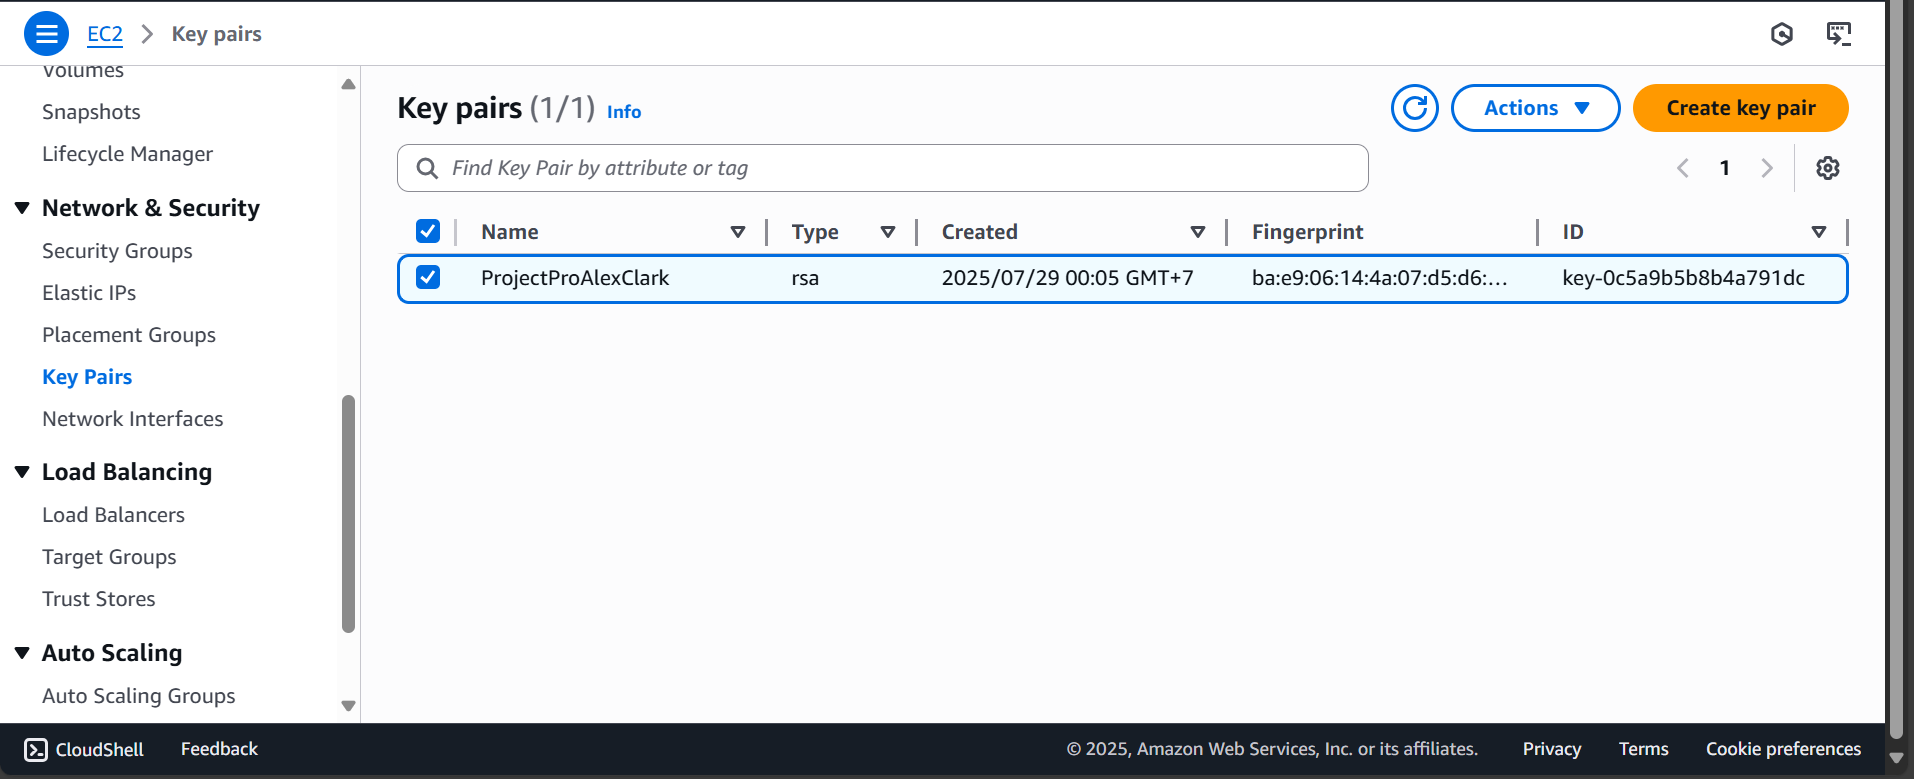 EC2 > Key pairs
Volumes
Snapshots
Lifecycle Manager
Network & Security
Security Groups
Elastic IPs
Placement Groups
Key Pairs
Network Interfaces
Load Balancing
Load Balancers
Target Groups
Trust Stores
Auto Scaling
Auto Scaling Groups
Key pairs (1/1) Info
Actions
Create key pair
Find Key Pair by attribute or tag
1
Name Type Created Fingerprint ID
ProjectProAlexClark rsa 2025/07/29 00:05 GMT+7 ba:e9:06:14:4a:07:d5:d6:... key-0c5a9b5b8b4a791dc
CloudShell Feedback © 2025, Amazon Web Services, Inc. or its affiliates. Privacy Terms Cookie preferences